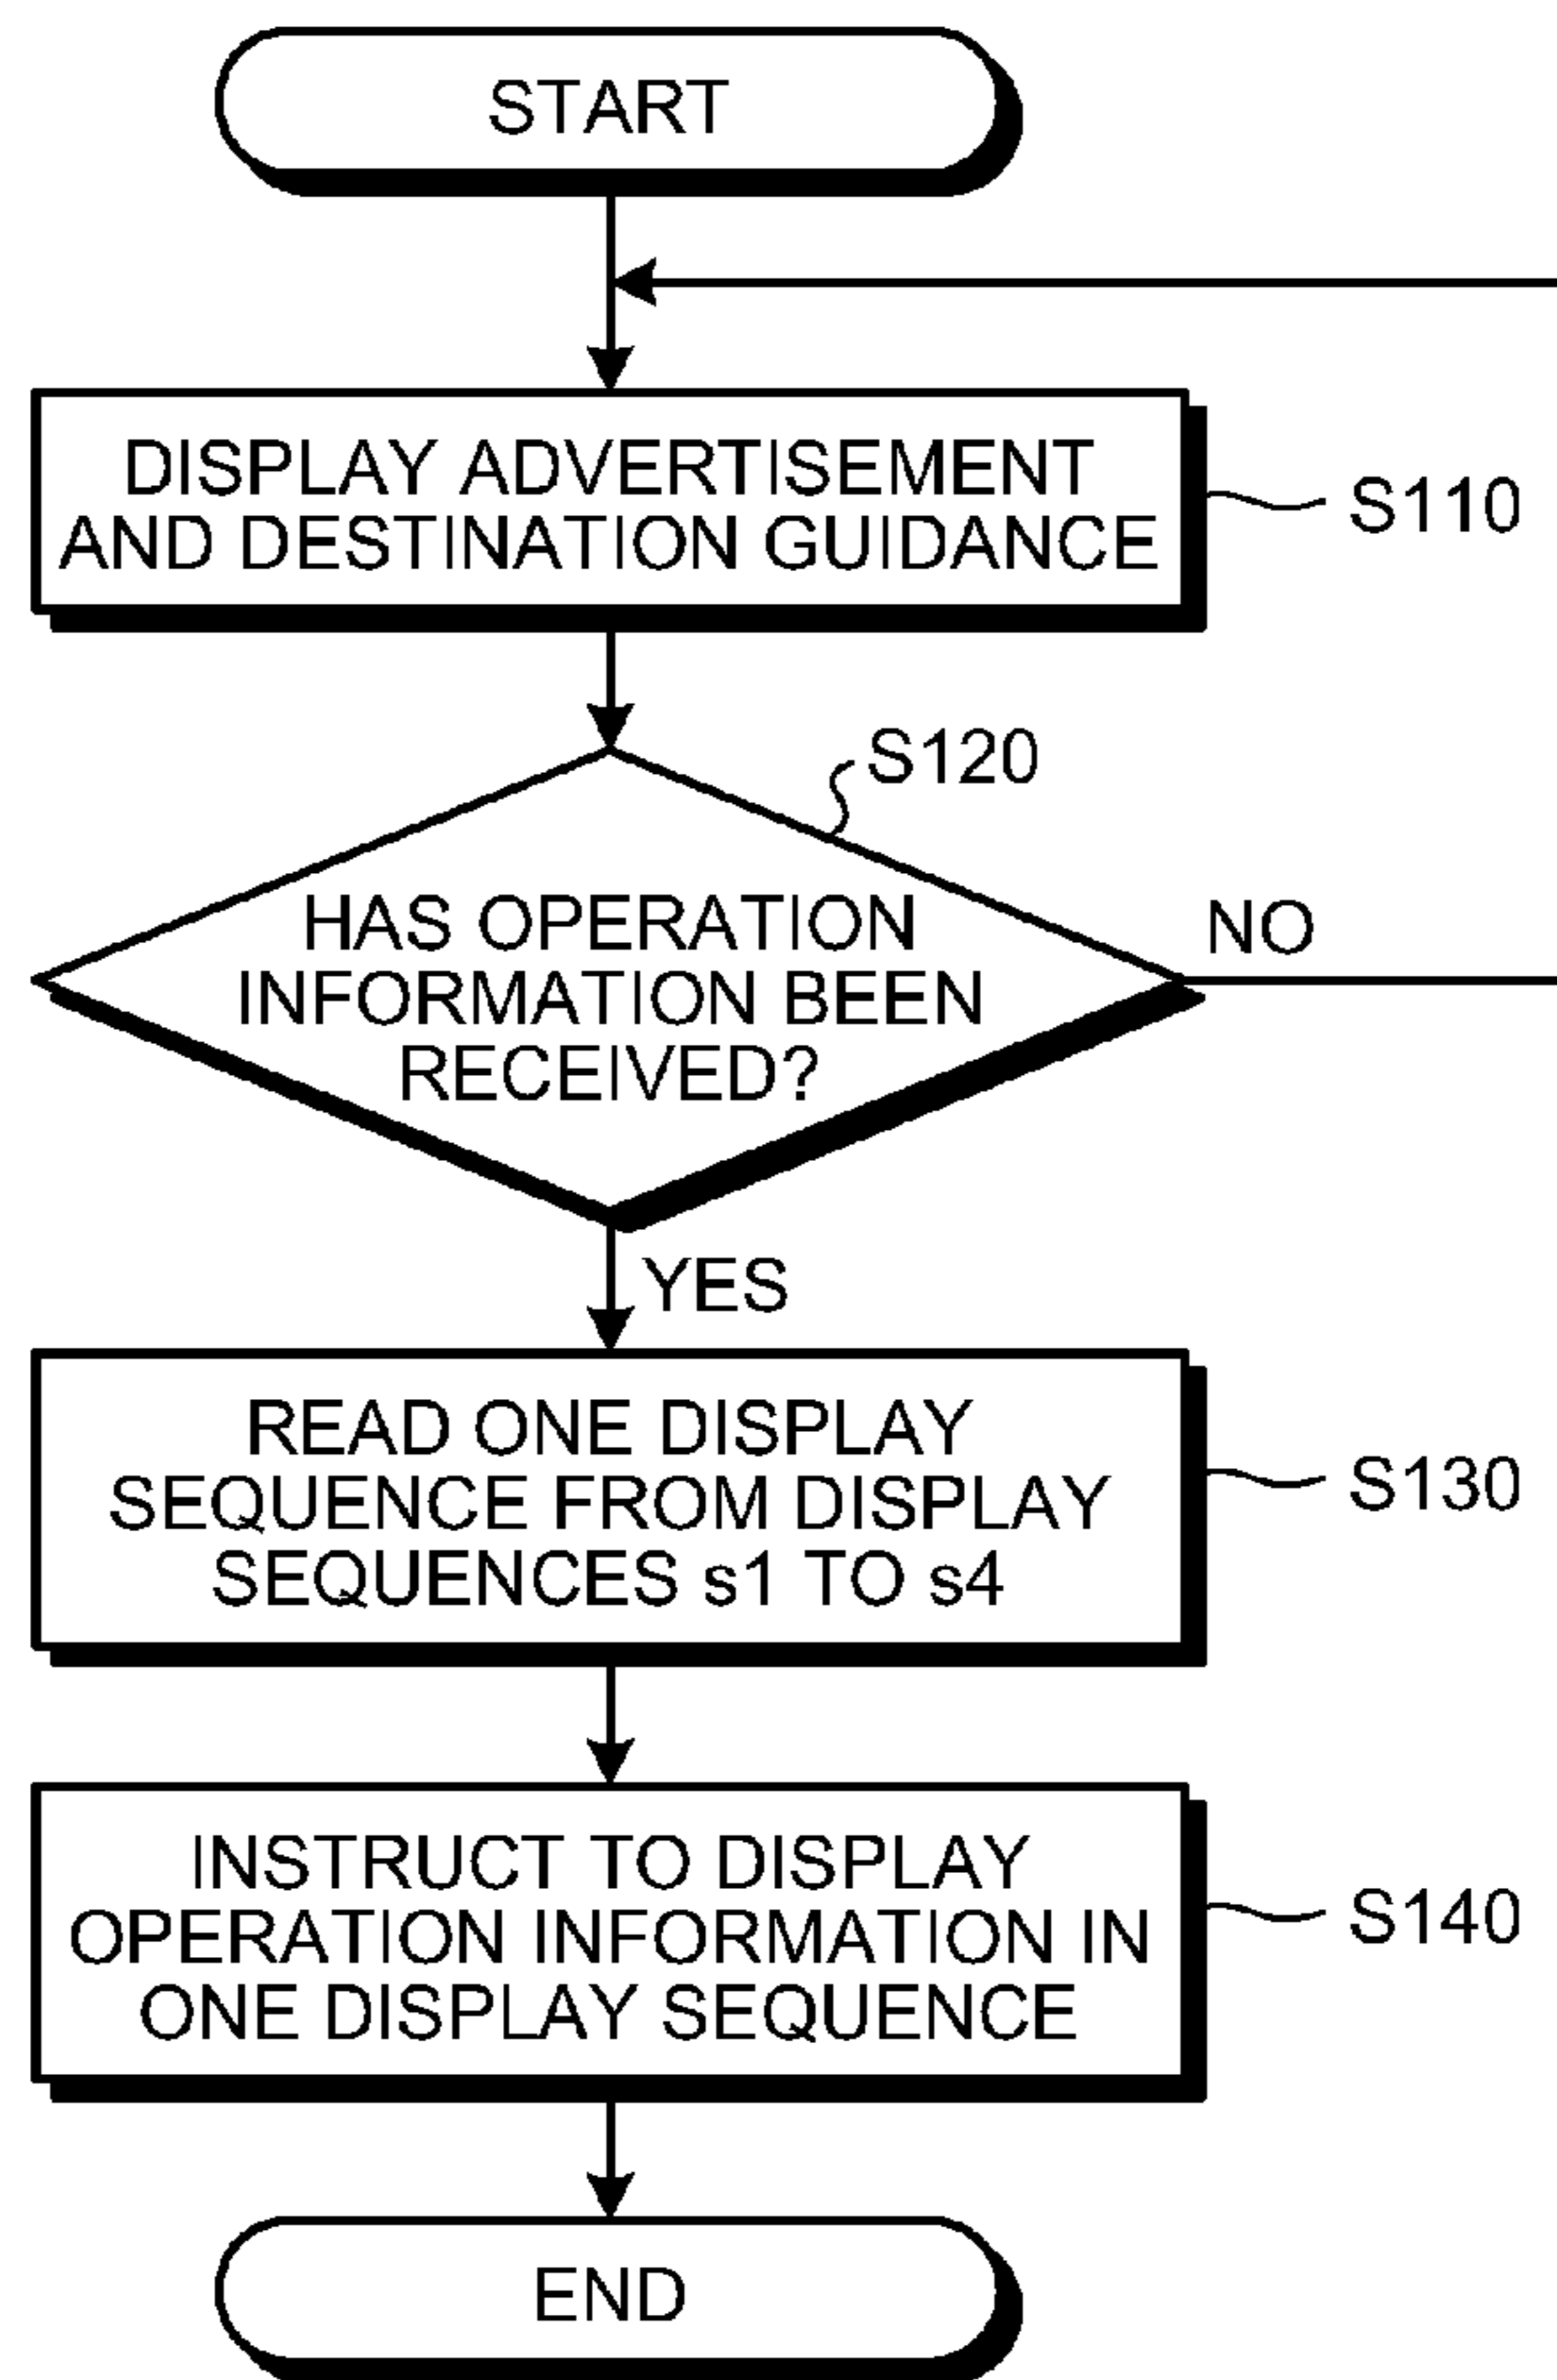 START
DISPLAY ADVERTISEMENT
AND DESTINATION GUIDANCE
S110
S120
HAS OPERATION
INFORMATION BEEN
RECEIVED?
NO
YES
READ ONE DISPLAY
SEQUENCE FROM DISPLAY
SEQUENCES s1 TO s4
S130
INSTRUCT TO DISPLAY
OPERATION INFORMATION IN
ONE DISPLAY SEQUENCE
S140
END